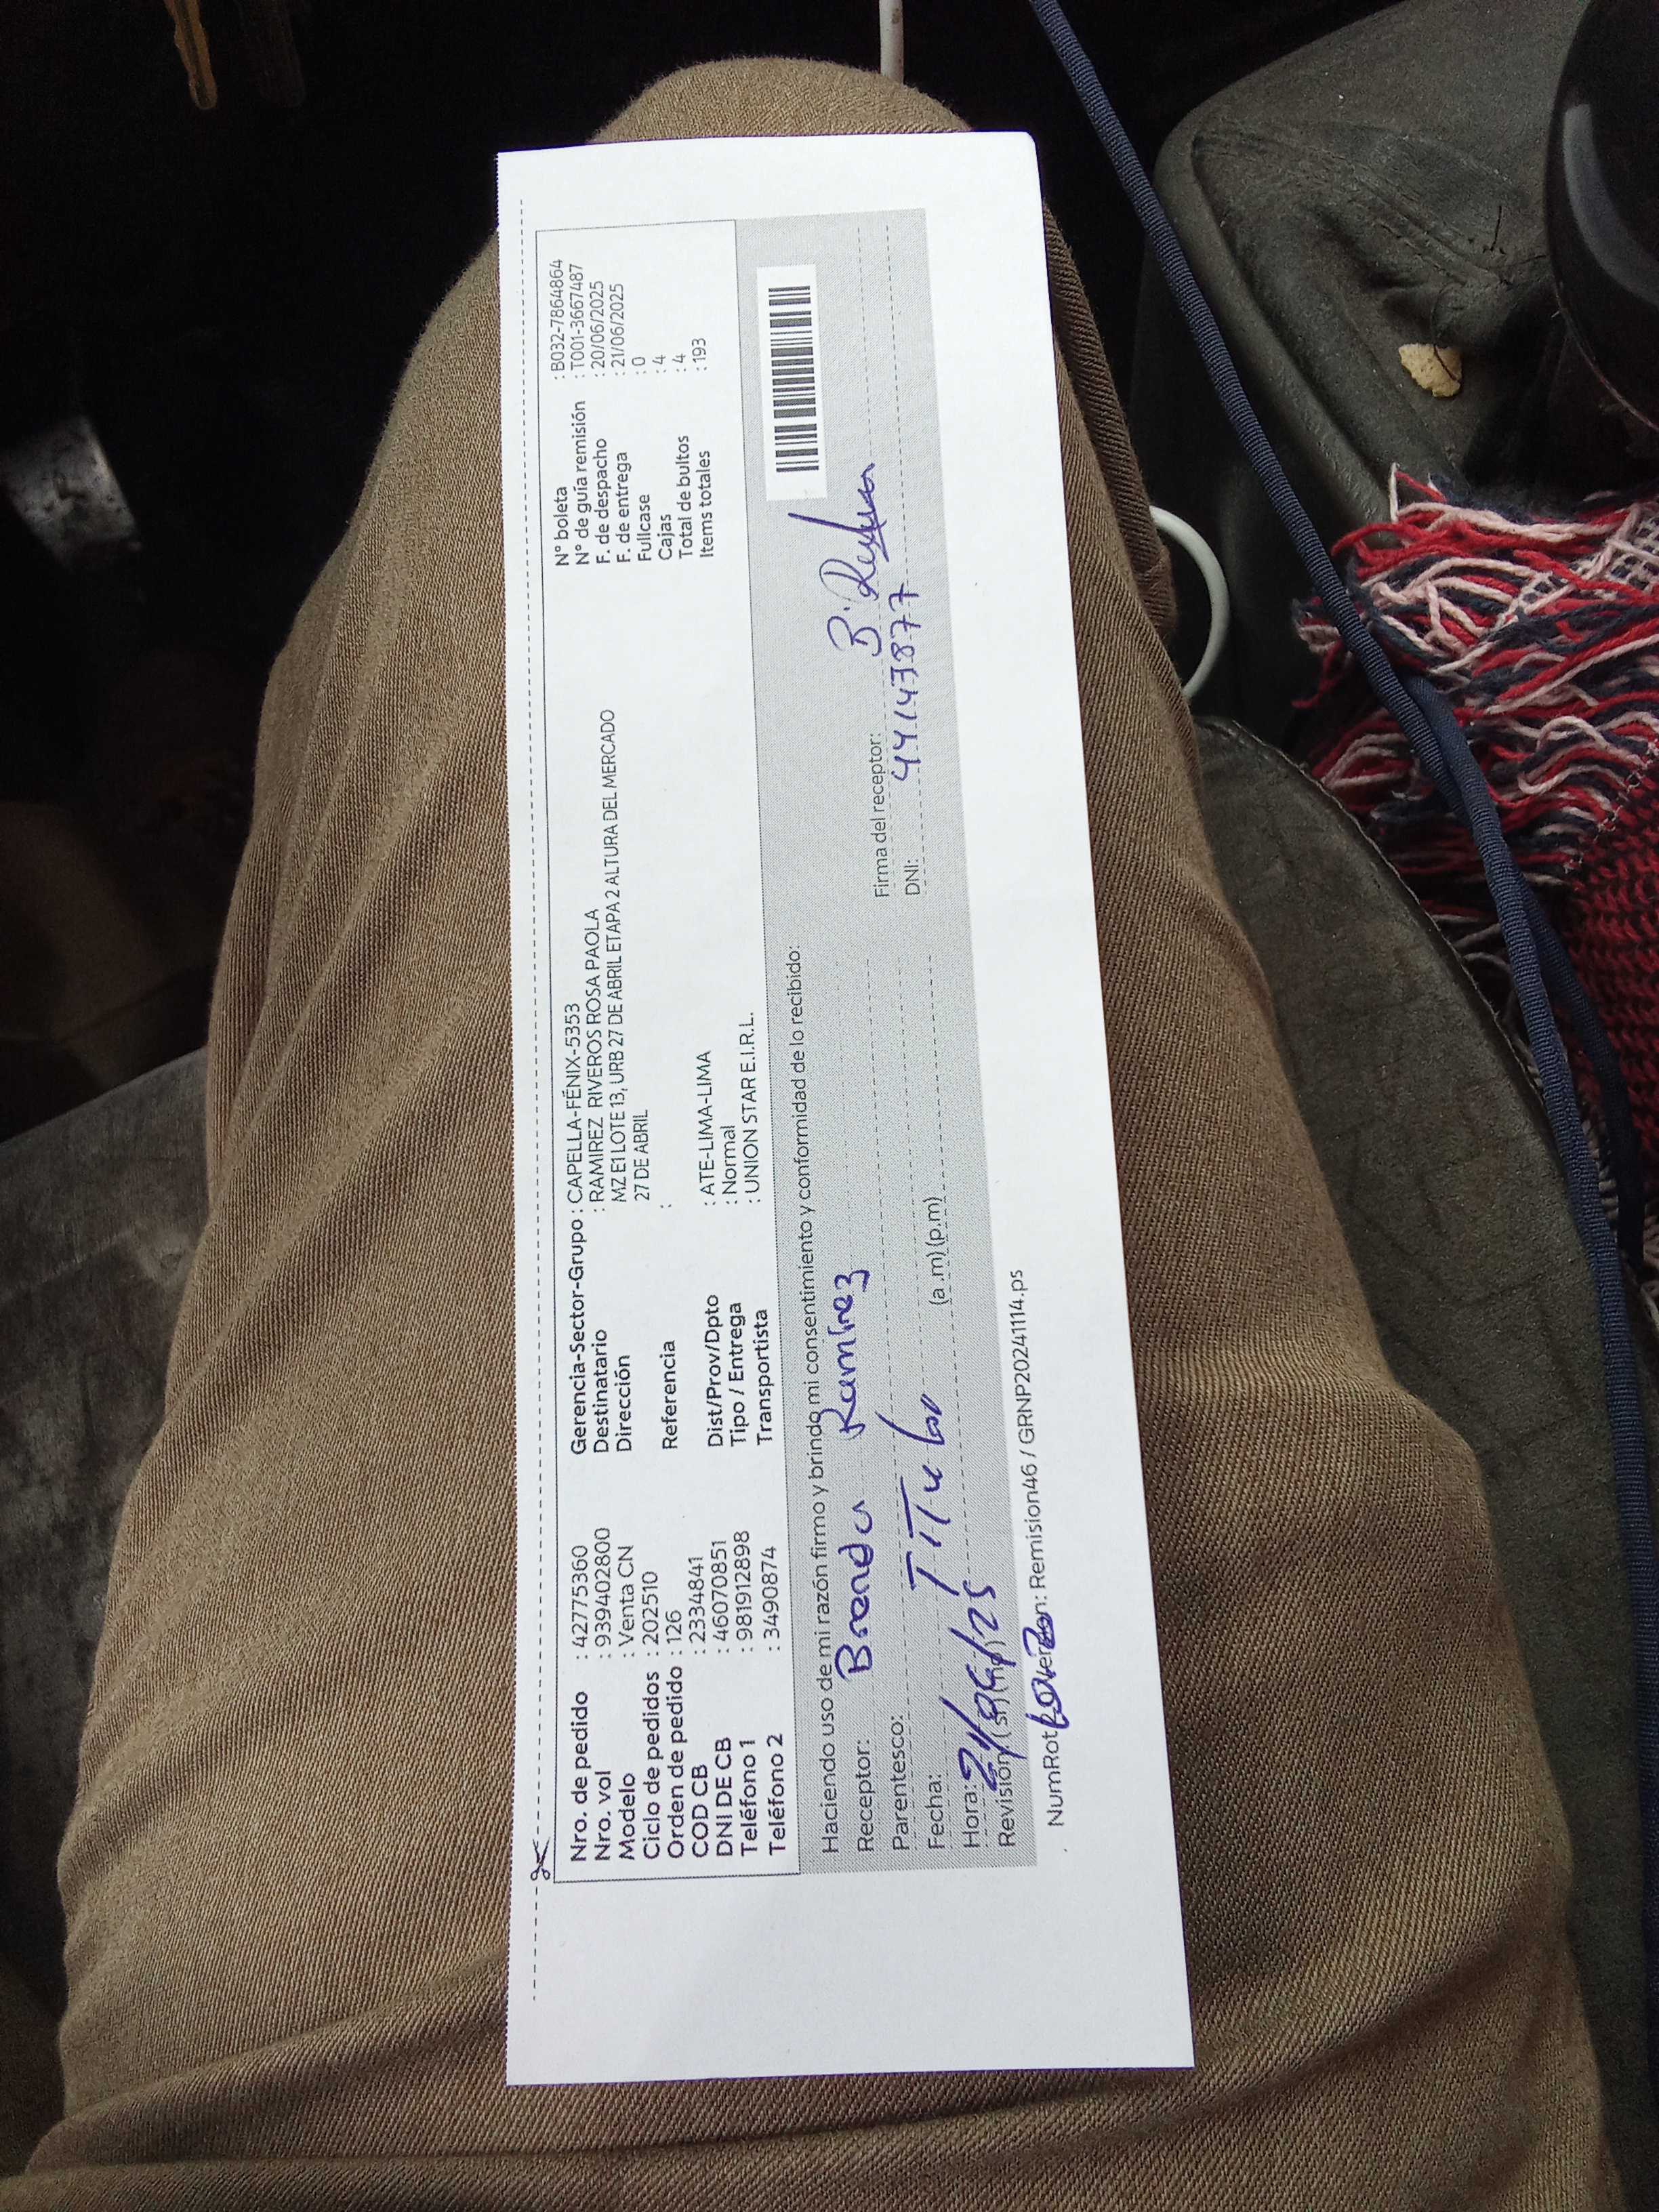 Nro. de pedido : 42775360
Nro. vol : 939402800
Modelo : Venta CN
Ciclo de pedidos : 202510
Orden de pedido : 126
COD CB : 2334841
DNI DE CB : 46070851
Teléfono 1 : 981912898
Teléfono 2 : 3490874
Gerencia-Sector-Grupo : CAPELLA-FÉNIX-5353
Destinatario : RAMIREZ RIVEROS ROSA PAOLA
Dirección MZ E1 LOTE 13, URB 27 DE ABRIL ETAPA 2 ALTURA DEL MERCADO
27 DE ABRIL
Referencia :
Dist/Prov/Dpto : ATE-LIMA-LIMA
Tipo / Entrega : Normal
Transportista : UNION STAR E.I.R.L.
N° boleta : B032-7864864
N° de guía remisión : T001-3667487
F. de despacho : 20/06/2025
F. de entrega : 21/06/2025
Fullcase : 0
Cajas : 4
Total de bultos : 4
Items totales : 193
Haciendo uso de mi razón firmo y brindo mi consentimiento y conformidad de lo recibido:
Receptor: Brenda Ramirez
Parentesco: TITular
Fecha: (a.m) (p.m)
Hora: 21/06/25
Revisión
Firma del receptor:
DNI: 44143877
NumRot : Remision46 / GRNP20241114.ps